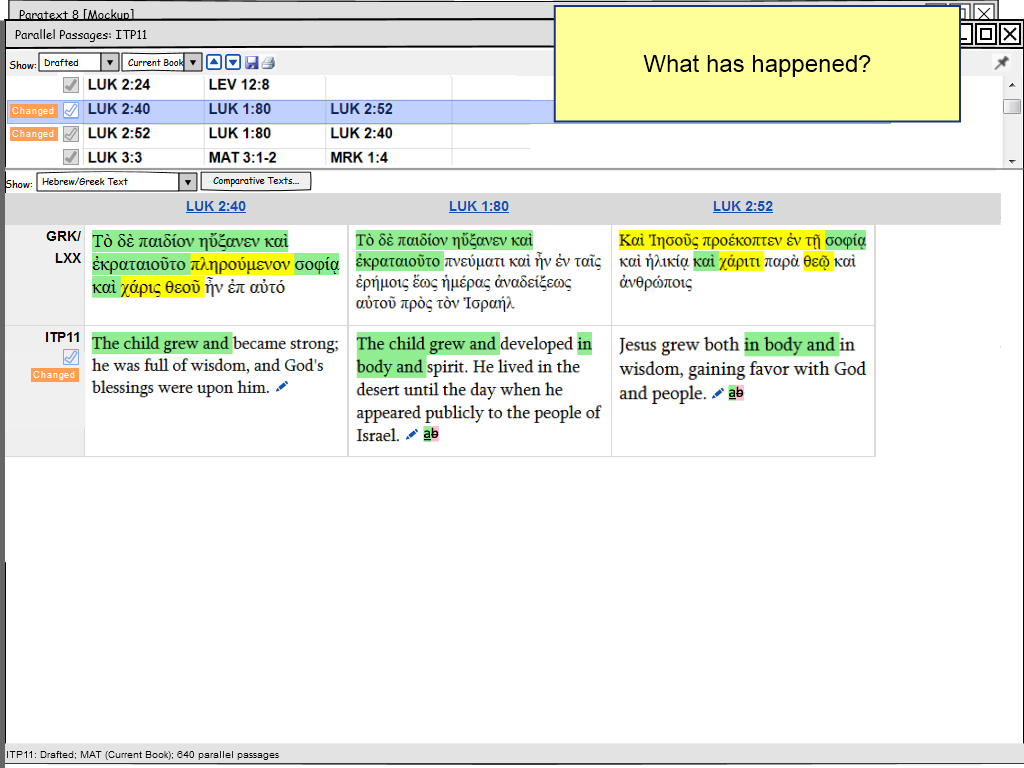 Paratext 8 [Mockup]
Parallel Passages: ITP11
What has happened?
Show: Drafted Current Book
LUK 2:24 LEV 12:8
Changed LUK 2:40 LUK 1:80 LUK 2:52
Changed LUK 2:52 LUK 1:80 LUK 2:40
LUK 3:3 MAT 3:1-2 MRK 1:4
Show: Hebrew/Greek Text Comparative Texts...
LUK 2:40 LUK 1:80 LUK 2:52
GRK/
LXX
Τὸ δὲ παιδίον ηὔξανεν καὶ
ἐκραταιοῦτο πληρούμενον σοφίᾳ
καὶ χάρις θεοῦ ἦν ἐπ αὐτό
Τὸ δὲ παιδίον ηὔξανεν καὶ
ἐκραταιοῦτο πνεύματι καὶ ἦν ἐν ταῖς
ἐρήμοις ἕως ἡμέρας ἀναδείξεως
αὐτοῦ πρὸς τὸν Ἰσραήλ
Καὶ Ἰησοῦς προέκοπτεν ἐν τῇ σοφίᾳ
καὶ ἡλικίᾳ καὶ χάριτι παρὰ θεῷ καὶ
ἀνθρώποις
ITP11
Changed
The child grew and became strong;
he was full of wisdom, and God's
blessings were upon him.
The child grew and developed in
body and spirit. He lived in the
desert until the day when he
appeared publicly to the people of
Israel. ab
Jesus grew both in body and in
wisdom, gaining favor with God
and people. ab
ITP11: Drafted; MAT (Current Book); 640 parallel passages